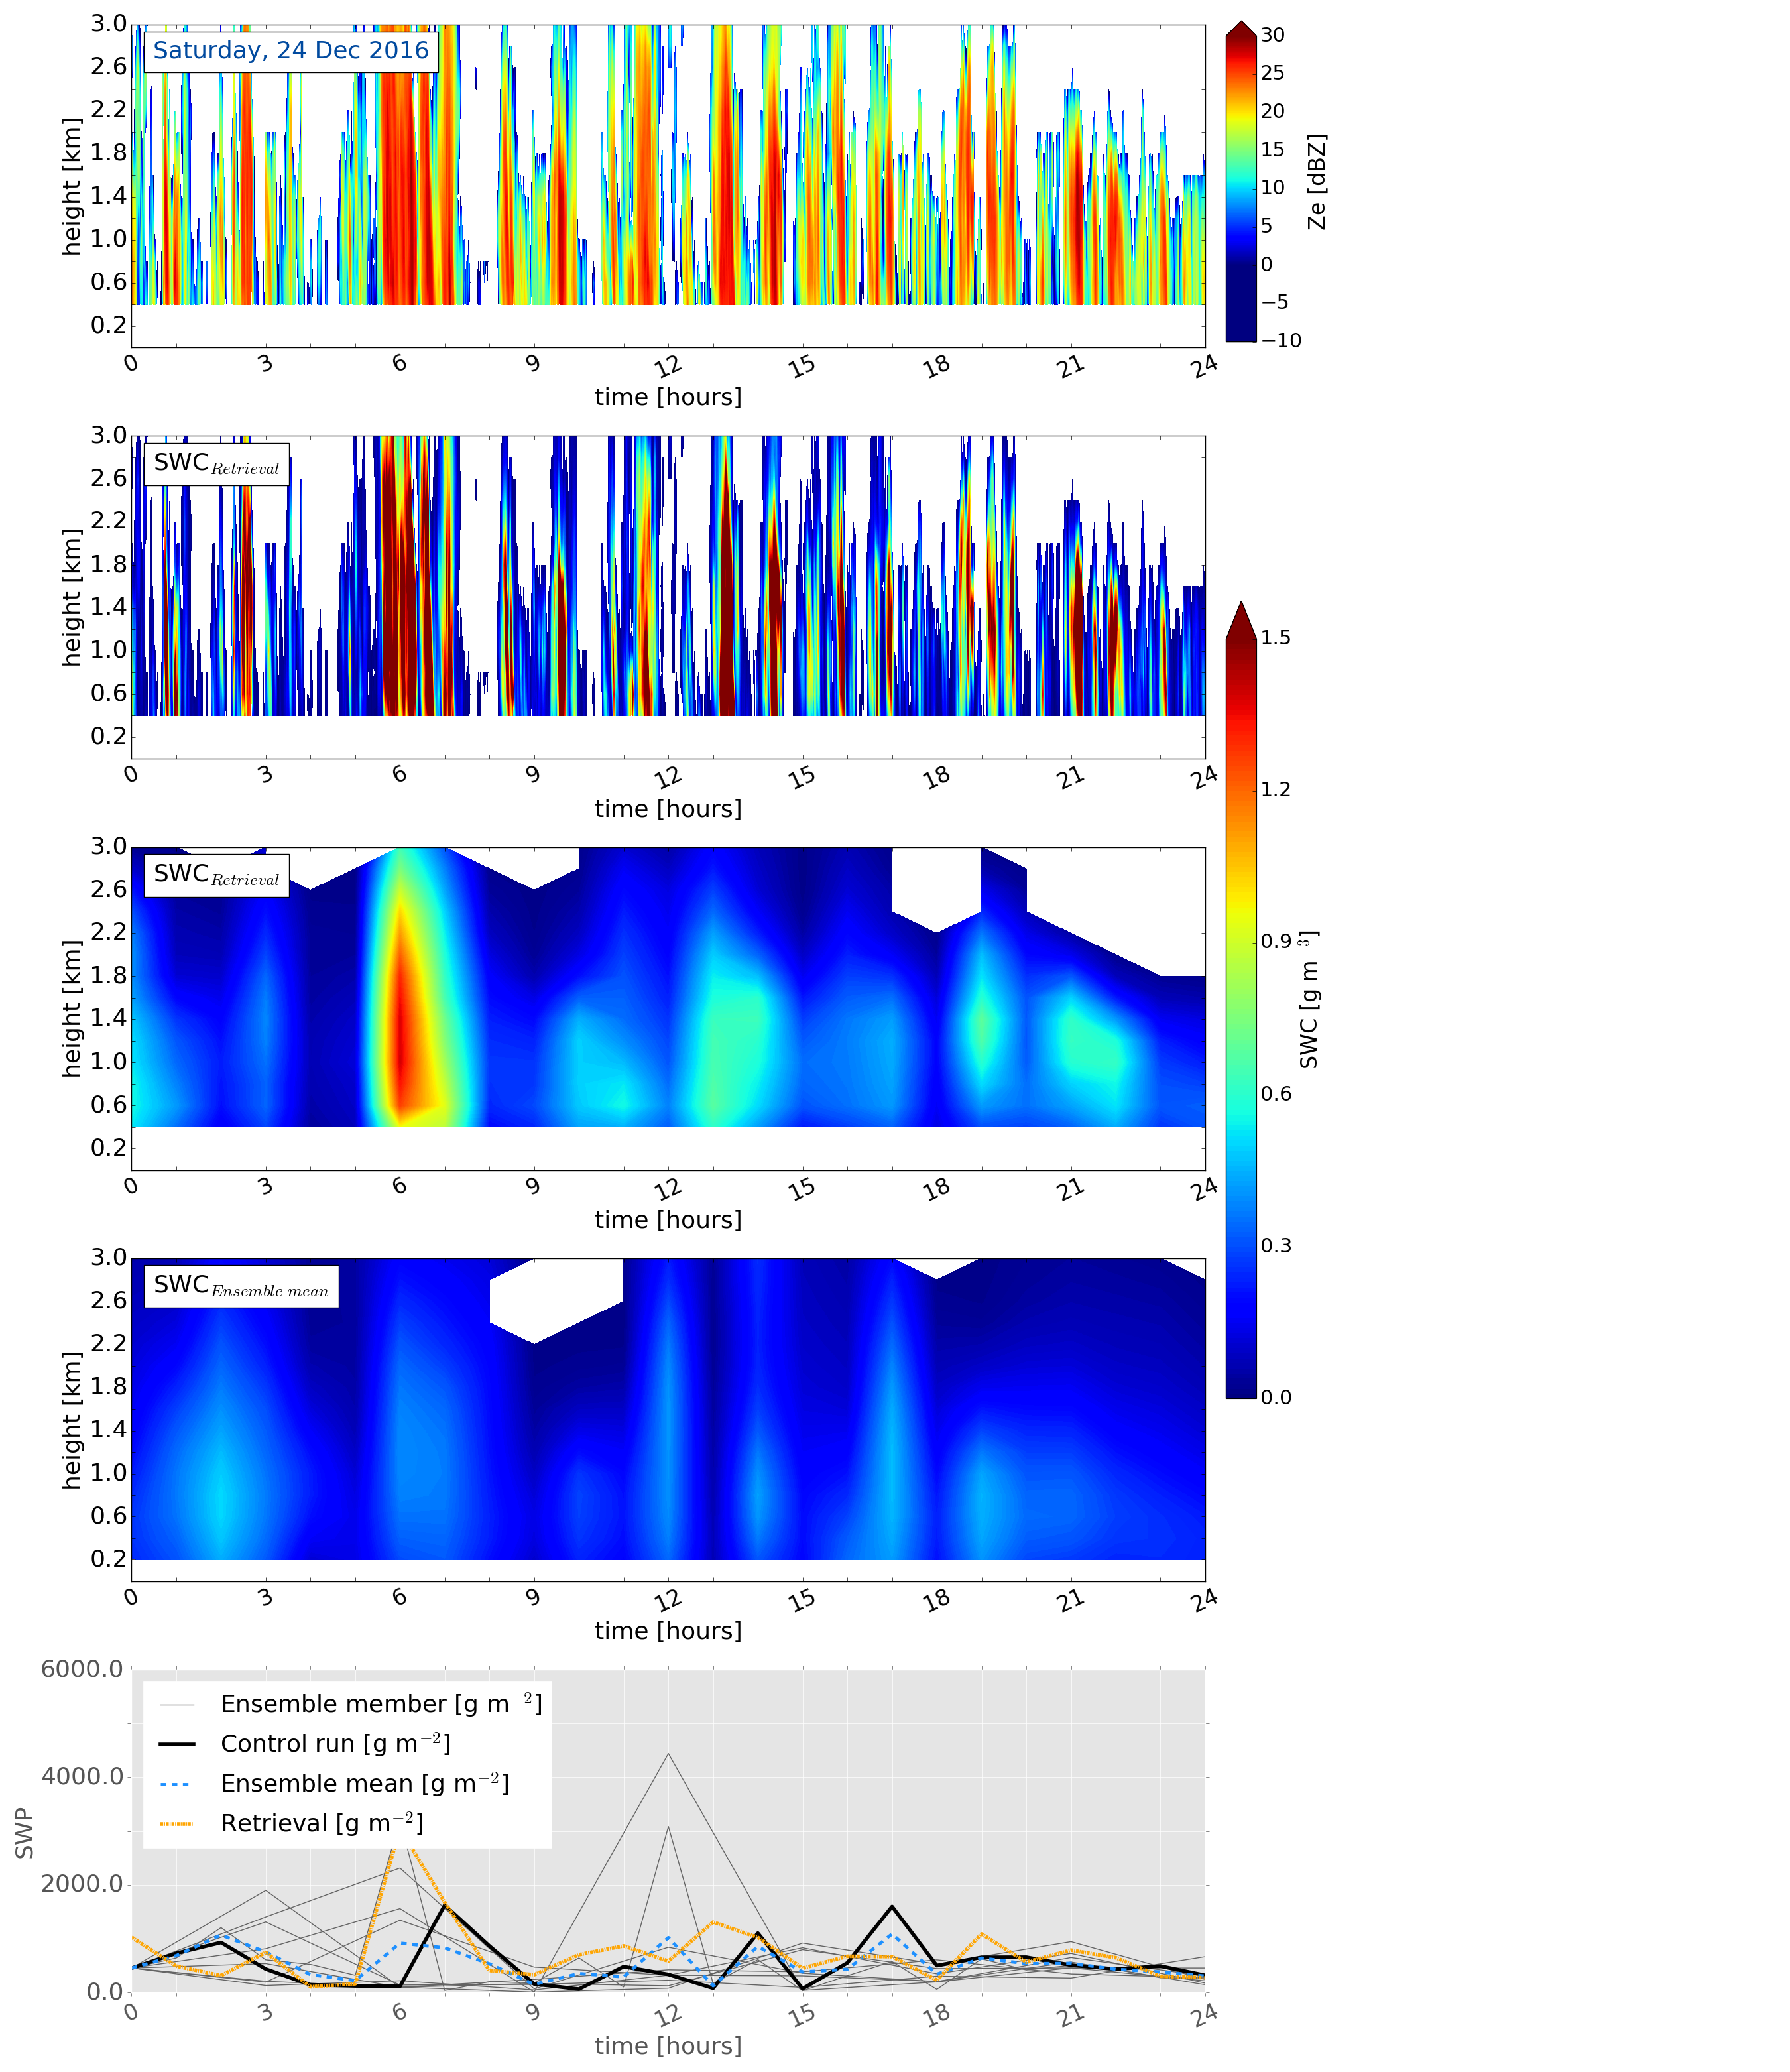 Saturday, 24 Dec 2016
3.0
2.6
2.2
1.8
1.4
1.0
0.6
0.2
height [km]
0 3 6 9 12 15 18 21 24
time [hours]
30
25
20
15
10
5
0
−5
−10
Ze [dBZ]
SWC Retrieval
3.0
2.6
2.2
1.8
1.4
1.0
0.6
0.2
height [km]
0 3 6 9 12 15 18 21 24
time [hours]
SWC Retrieval
3.0
2.6
2.2
1.8
1.4
1.0
0.6
0.2
height [km]
0 3 6 9 12 15 18 21 24
time [hours]
1.5
1.2
0.9
0.6
0.3
0.0
SWC [g m⁻³]
SWC Ensemble mean
3.0
2.6
2.2
1.8
1.4
1.0
0.6
0.2
height [km]
0 3 6 9 12 15 18 21 24
time [hours]
6000.0
4000.0
2000.0
0.0
SWP
Ensemble member [g m⁻²]
Control run [g m⁻²]
Ensemble mean [g m⁻²]
Retrieval [g m⁻²]
0 3 6 9 12 15 18 21 24
time [hours]